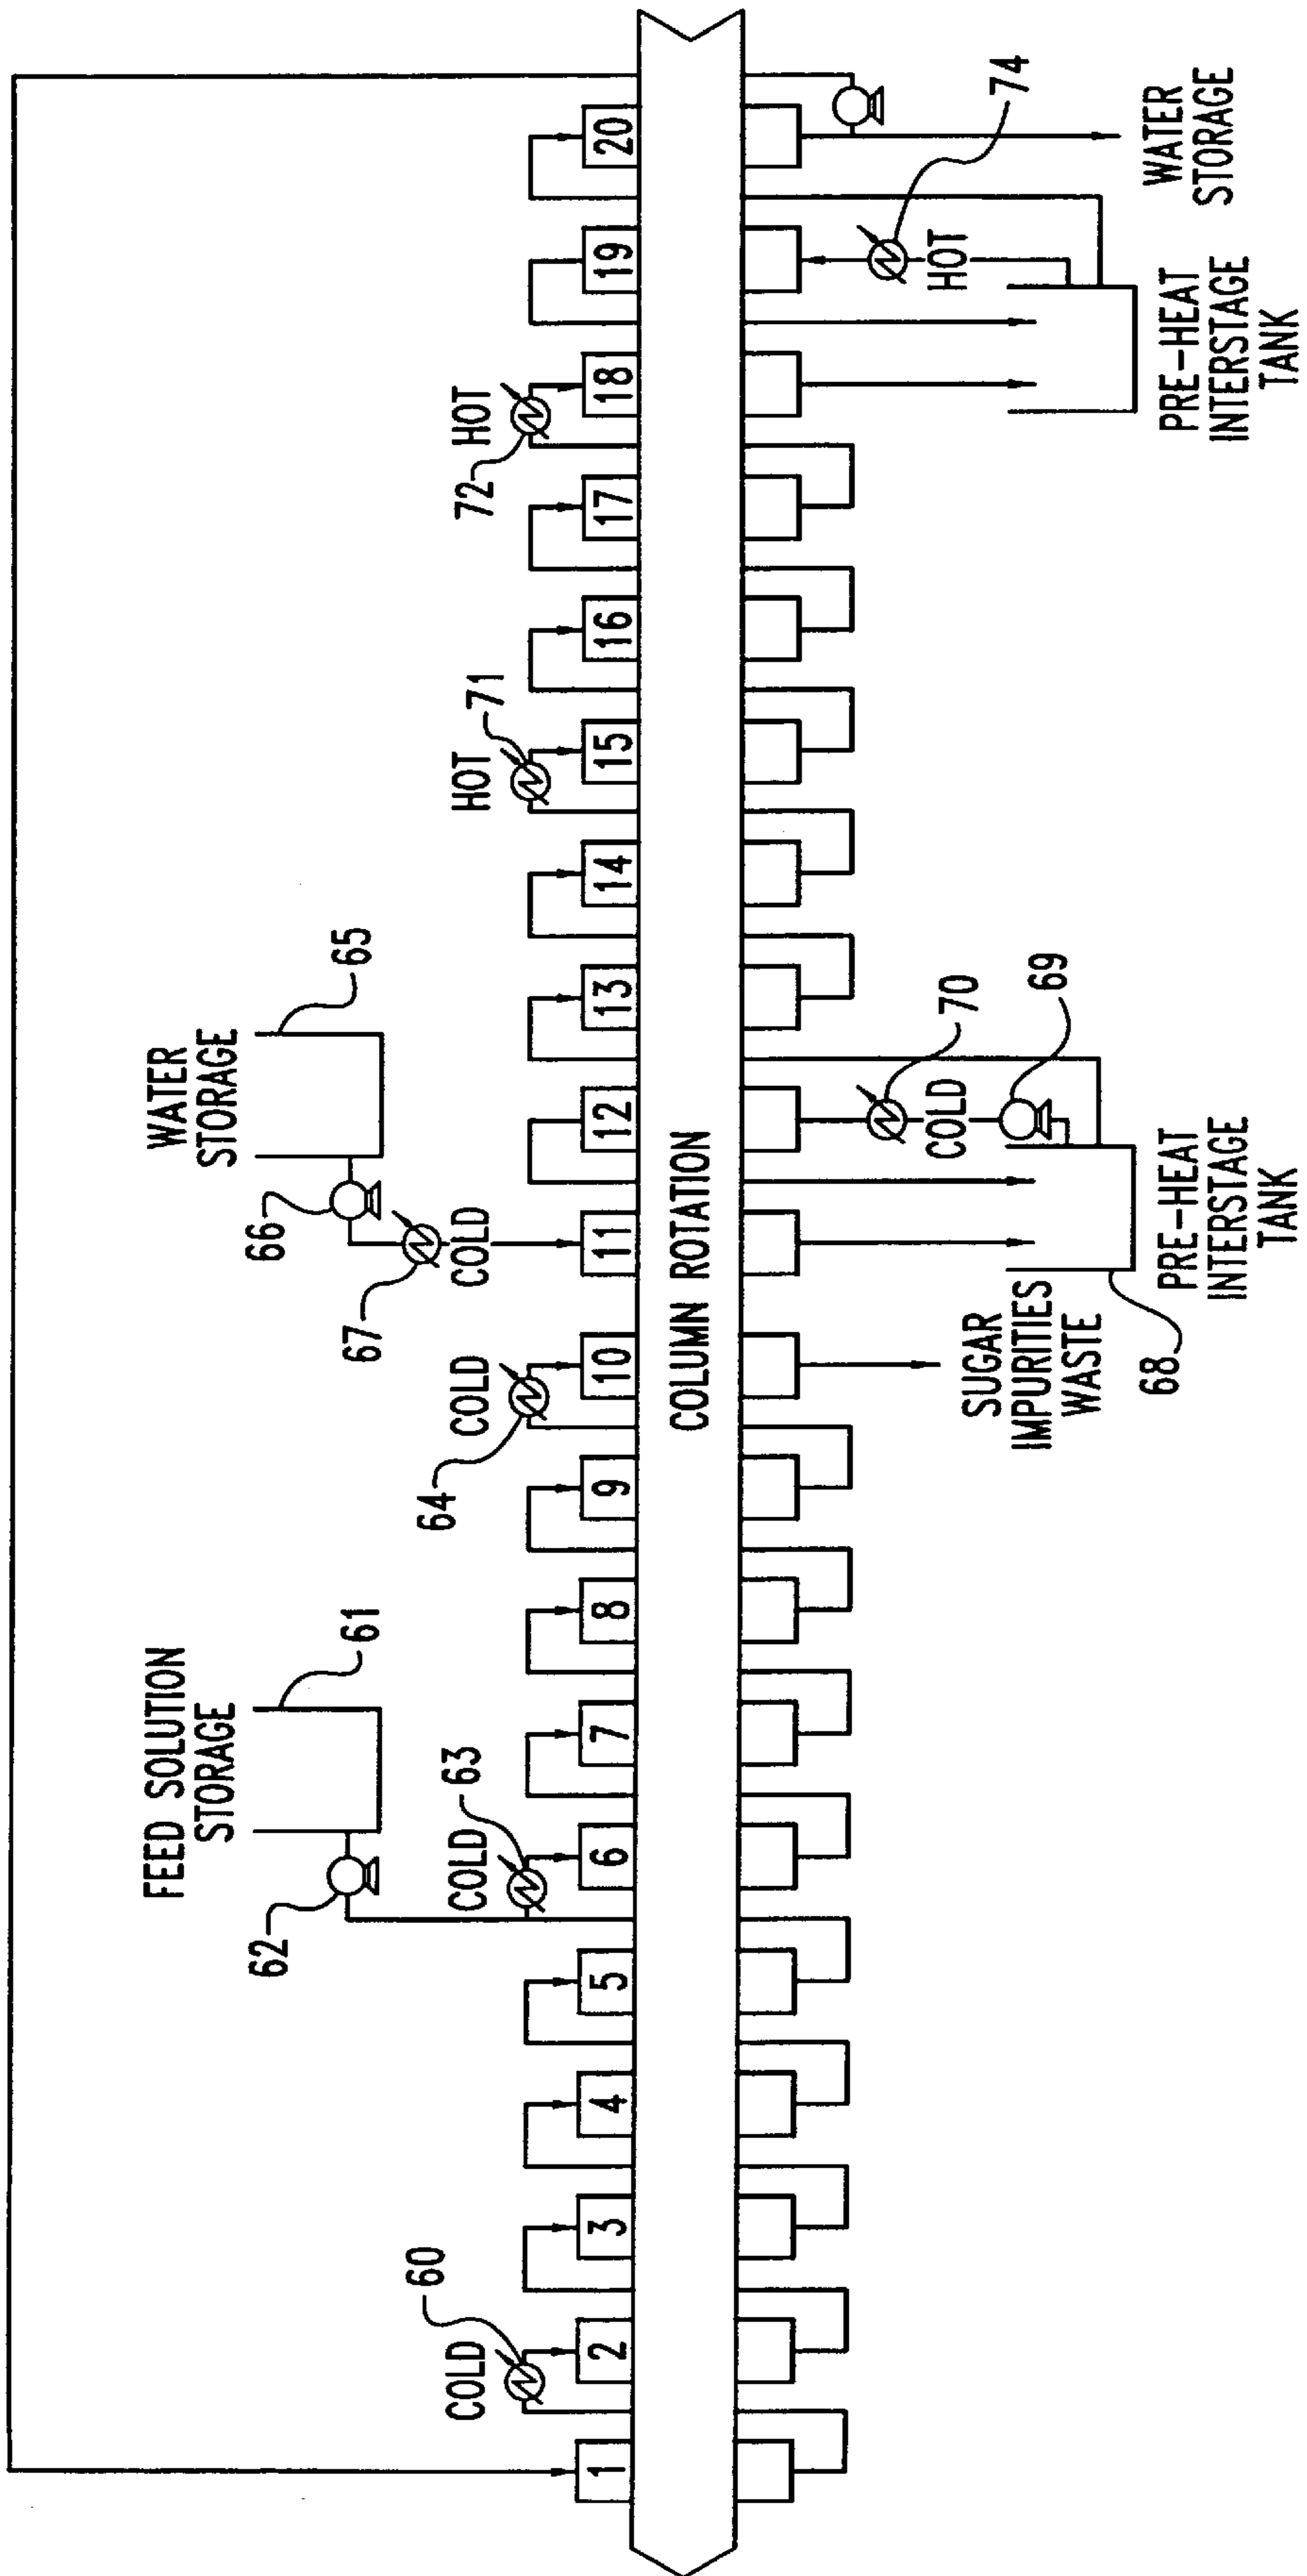 FEED SOLUTION
STORAGE
61
62
WATER
STORAGE
65
66
67
COLD
60
COLD
63
COLD
64
COLD
HOT
71
HOT
72
1
2
3
4
5
6
7
8
9
10
11
12
13
14
15
16
17
18
19
20
COLUMN ROTATION
SUGAR
IMPURITIES
WASTE
68
COLD
70
69
PRE-HEAT
INTERSTAGE
TANK
HOT
74
PRE-HEAT
INTERSTAGE
TANK
WATER
STORAGE